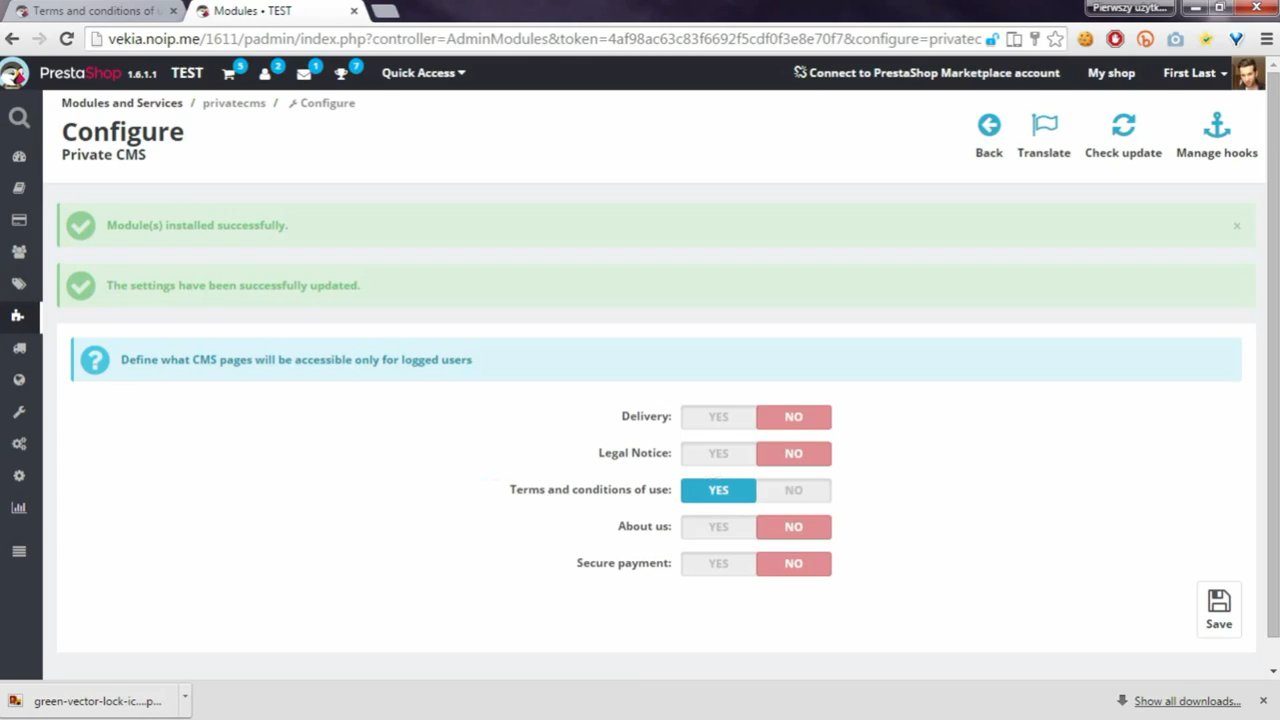 Terms and conditions of u
Modules • TEST
Pierwszy użytk...
vekia.noip.me/1611/padmin/index.php?controller=AdminModules&token=4af98ac63c83f6692f5cdf0f3e8e70f7&configure=privatec
PrestaShop 1.6.1.1 TEST 5 2 1 7 Quick Access Connect to PrestaShop Marketplace account My shop First Last
Modules and Services / privatecms / Configure
Configure
Private CMS
Back Translate Check update Manage hooks
Module(s) installed successfully.
The settings have been successfully updated.
Define what CMS pages will be accessible only for logged users
Delivery: YES NO
Legal Notice: YES NO
Terms and conditions of use: YES NO
About us: YES NO
Secure payment: YES NO
Save
green-vector-lock-ic....p...
Show all downloads...